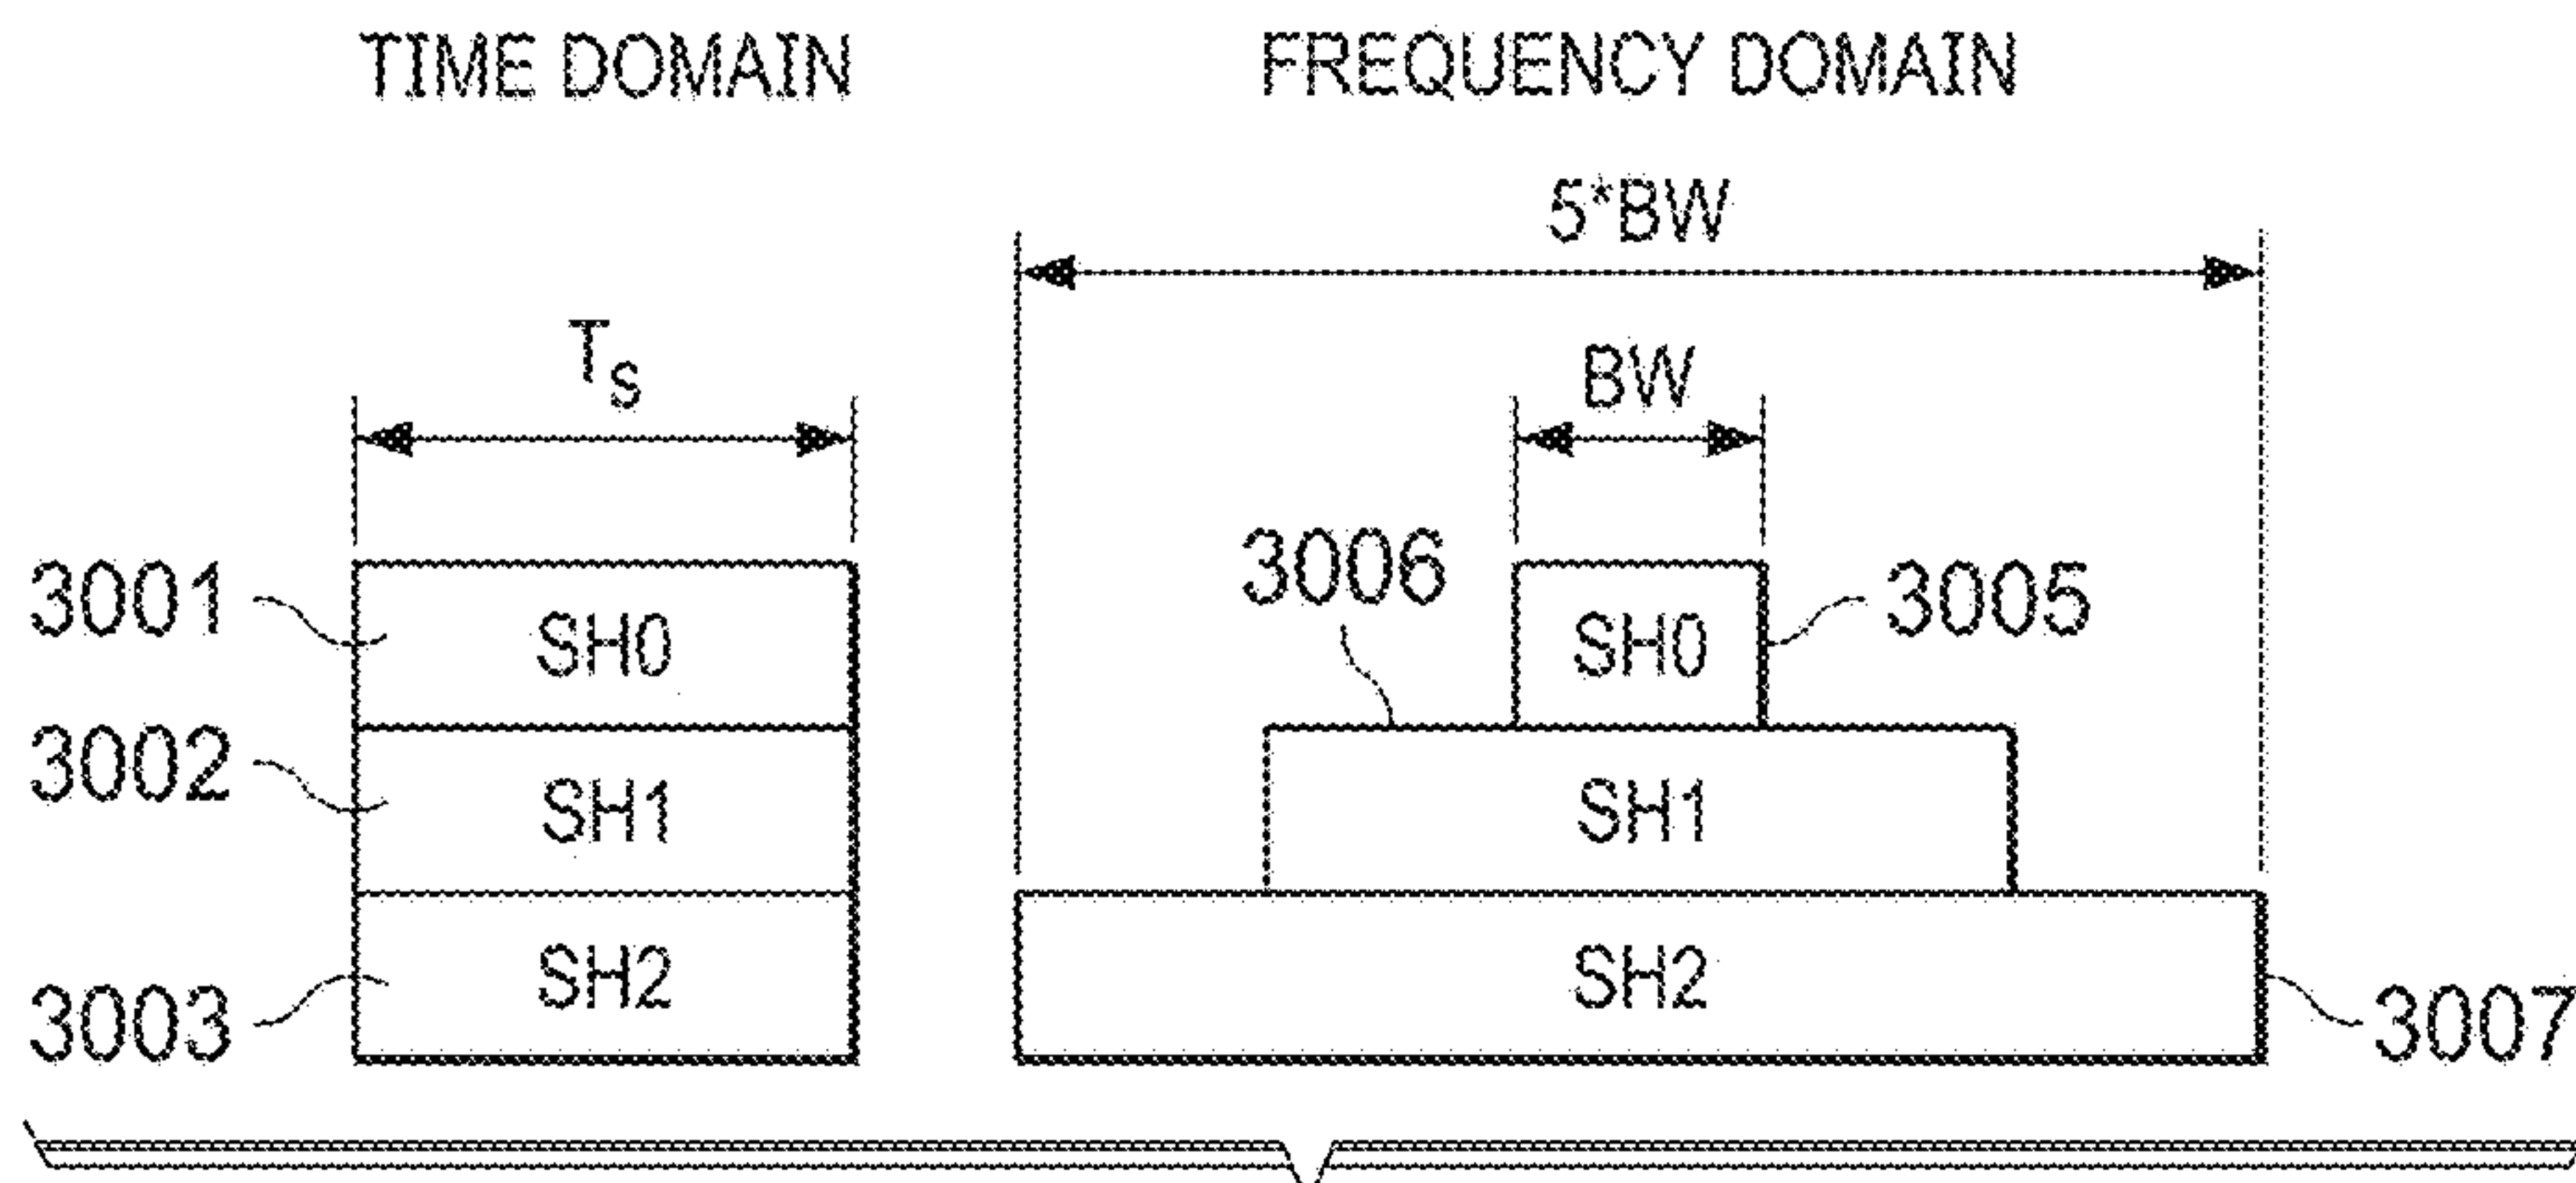 TIME DOMAIN
FREQUENCY DOMAIN
5*BW
TS
BW
3001
SH0
3002
SH1
3003
SH2
3006
SH0
3005
SH1
SH2
3007